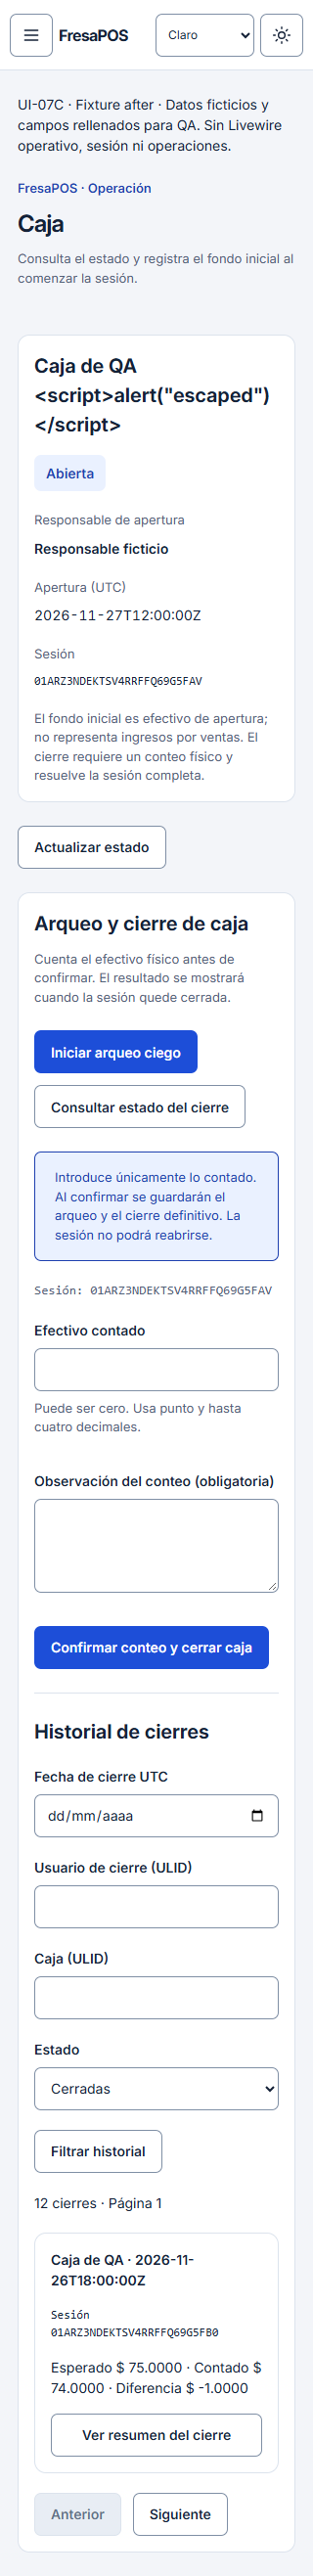 FresaPOS
Claro
UI-07C · Fixture after · Datos ficticios y
campos rellenados para QA. Sin Livewire
operativo, sesión ni operaciones.
FresaPOS · Operación
Caja
Consulta el estado y registra el fondo inicial al
comenzar la sesión.
Caja de QA
<script>alert("escaped")
</script>
Abierta
Responsable de apertura
Responsable ficticio
Apertura (UTC)
2026-11-27T12:00:00Z
Sesión
01ARZ3NDEKTSV4RRFFQ69G5FAV
El fondo inicial es efectivo de apertura;
no representa ingresos por ventas. El
cierre requiere un conteo físico y
resuelve la sesión completa.
Actualizar estado
Arqueo y cierre de caja
Cuenta el efectivo físico antes de
confirmar. El resultado se mostrará
cuando la sesión quede cerrada.
Iniciar arqueo ciego
Consultar estado del cierre
Introduce únicamente lo contado.
Al confirmar se guardarán el
arqueo y el cierre definitivo. La
sesión no podrá reabrirse.
Sesión: 01ARZ3NDEKTSV4RRFFQ69G5FAV
Efectivo contado
Puede ser cero. Usa punto y hasta
cuatro decimales.
Observación del conteo (obligatoria)
Confirmar conteo y cerrar caja
Historial de cierres
Fecha de cierre UTC
dd/mm/aaaa
Usuario de cierre (ULID)
Caja (ULID)
Estado
Cerradas
Filtrar historial
12 cierres · Página 1
Caja de QA · 2026-11-
26T18:00:00Z
Sesión
01ARZ3NDEKTSV4RRFFQ69G5FB0
Esperado $ 75.0000 · Contado $
74.0000 · Diferencia $ -1.0000
Ver resumen del cierre
Anterior
Siguiente